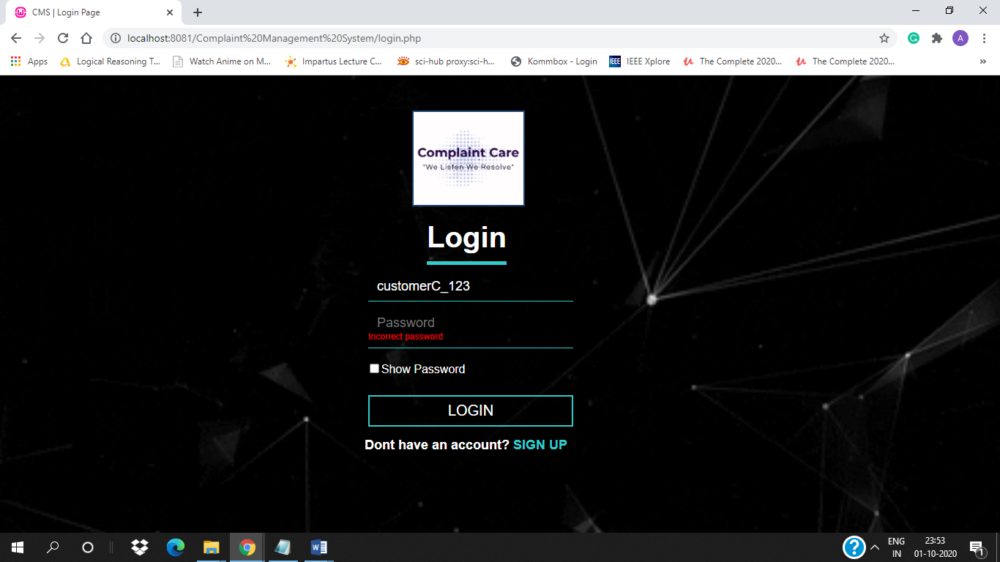 CMS | Login Page
localhost:8081/Complaint%20Management%20System/login.php
A
Apps
Logical Reasoning T...
Watch Anime on M...
Impartus Lecture C...
sci-hub proxy:sci-h...
Kommbox - Login
IEEE
IEEE Xplore
The Complete 2020...
The Complete 2020...
»
Complaint Care
"We Listen We Resolve"
Login
customerC_123
Password
Incorrect password
Show Password
LOGIN
Dont have an account? SIGN UP
ENG
IN
23:53
01-10-2020
1